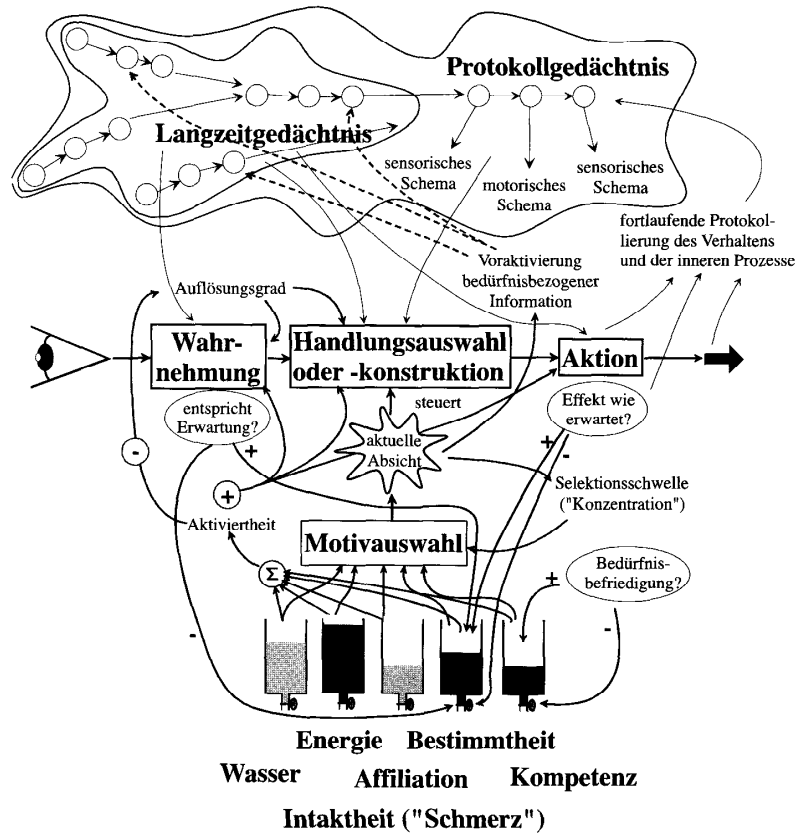 Protokollgedächtnis
Langzeitgedächtnis
sensorisches
Schema
motorisches
Schema
sensorisches
Schema
fortlaufende Protokol-
lierung des Verhaltens
und der inneren Prozesse
Voraktivierung
bedürfnisbezogener
Information
Auflösungsgrad
Wahr-
nehmung
Handlungsauswahl
oder -konstruktion
Aktion
entspricht
Erwartung?
steuert
Effekt wie
erwartet?
aktuelle
Absicht
+
+
-
-
Selektionsschwelle
("Konzentration")
+
Aktiviertheit
Motivauswahl
Bedürfnis-
befriedigung?
Σ
+
-
-
Energie
Bestimmtheit
Wasser
Affiliation
Kompetenz
Intaktheit ("Schmerz")